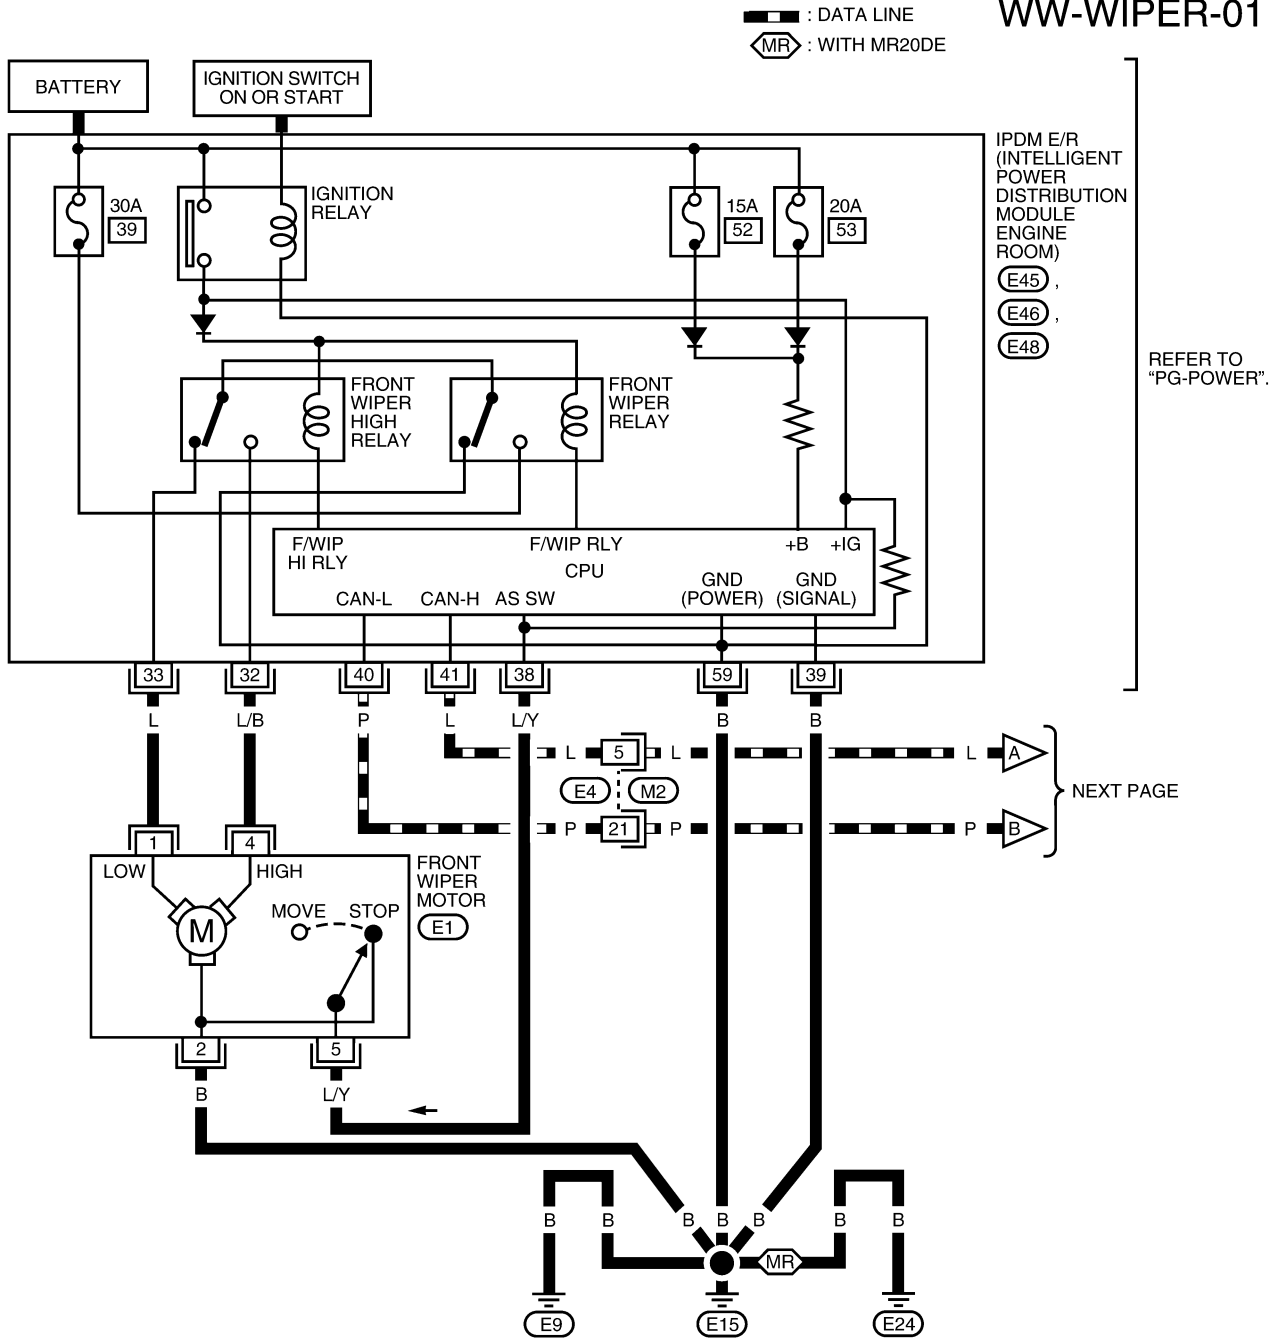 : DATA LINE
WW-WIPER-01
MR : WITH MR20DE
BATTERY
IGNITION SWITCH
ON OR START
IPDM E/R
(INTELLIGENT
POWER
DISTRIBUTION
MODULE
ENGINE
ROOM)
E45 ,
E46 ,
E48
REFER TO
“PG-POWER”.
30A
39
IGNITION
RELAY
15A
52
20A
53
FRONT
WIPER
HIGH
RELAY
FRONT
WIPER
RELAY
F/WIP
HI RLY
F/WIP RLY
+B
+IG
CPU
CAN-L
CAN-H
AS SW
GND
(POWER)
GND
(SIGNAL)
33
32
40
41
38
59
39
L
L/B
P
L
L/Y
B
B
L
5
L
L
A
E4
M2
NEXT PAGE
P
21
P
P
B
1
4
LOW
HIGH
FRONT
WIPER
MOTOR
E1
M
MOVE
STOP
2
5
B
L/Y
B
B
B
B
B
B
B
MR
E9
E15
E24